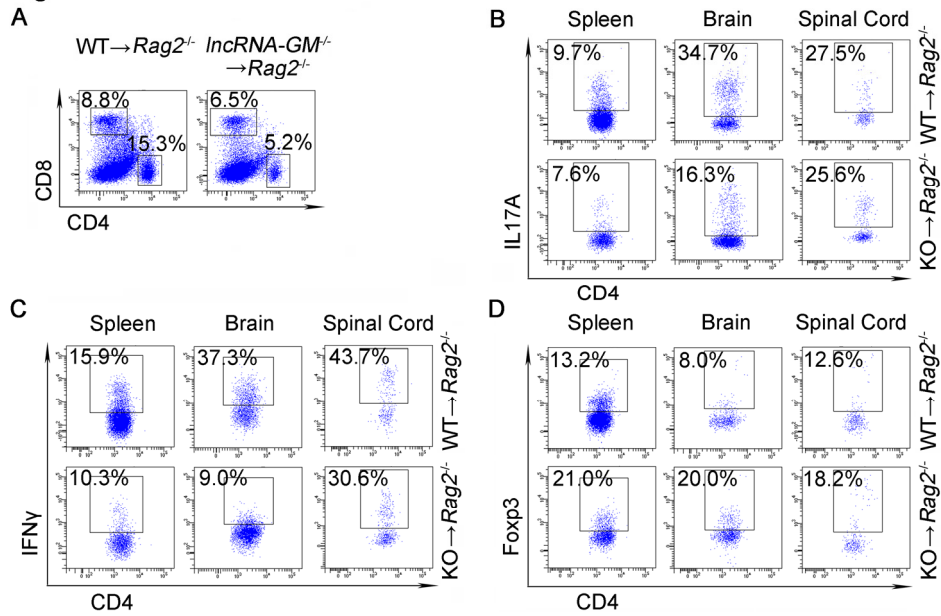 A
WT→Rag2-/- lncRNA-GM-/-
→Rag2-/-
8.8%
15.3%
6.5%
5.2%
CD8
CD4
B
Spleen Brain Spinal Cord
9.7% 34.7% 27.5%
WT→Rag2-/-
7.6% 16.3% 25.6%
KO→Rag2-/-
IL17A
CD4
C
Spleen Brain Spinal Cord
15.9% 37.3% 43.7%
WT→Rag2-/-
10.3% 9.0% 30.6%
KO→Rag2-/-
IFNγ
CD4
D
Spleen Brain Spinal Cord
13.2% 8.0% 12.6%
WT→Rag2-/-
21.0% 20.0% 18.2%
KO→Rag2-/-
Foxp3
CD4